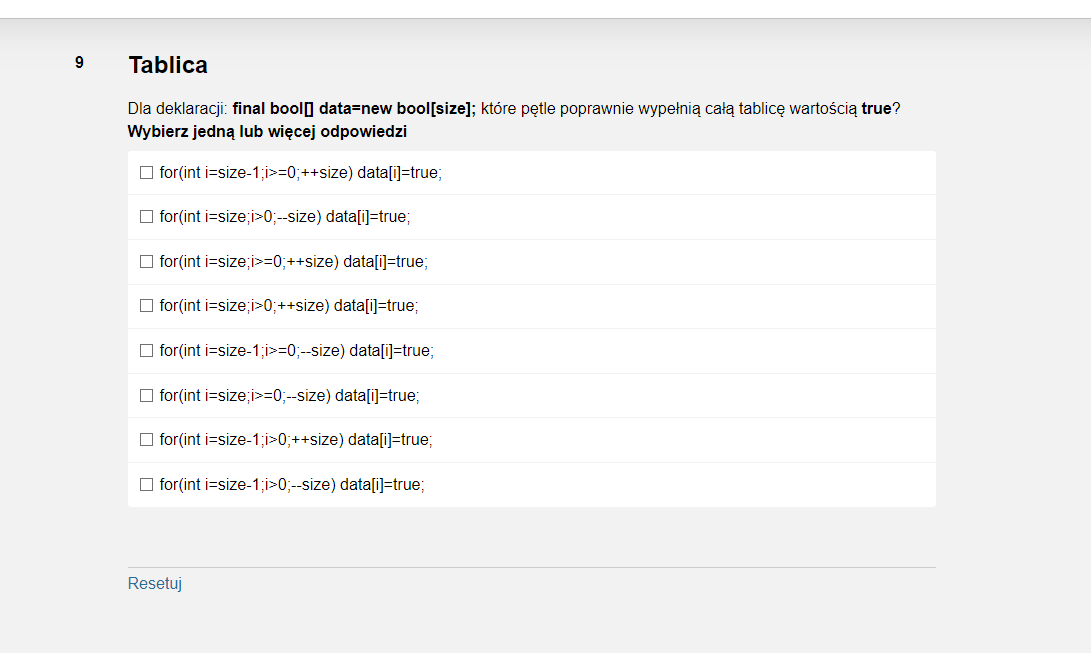 9
Tablica
Dla deklaracji: final bool[] data=new bool[size]; które pętle poprawnie wypełnią całą tablicę wartością true?
Wybierz jedną lub więcej odpowiedzi
for(int i=size-1;i>=0;++size) data[i]=true;
for(int i=size;i>0;--size) data[i]=true;
for(int i=size;i>=0;++size) data[i]=true;
for(int i=size;i>0;++size) data[i]=true;
for(int i=size-1;i>=0;--size) data[i]=true;
for(int i=size;i>=0;--size) data[i]=true;
for(int i=size-1;i>0;++size) data[i]=true;
for(int i=size-1;i>0;--size) data[i]=true;
Resetuj